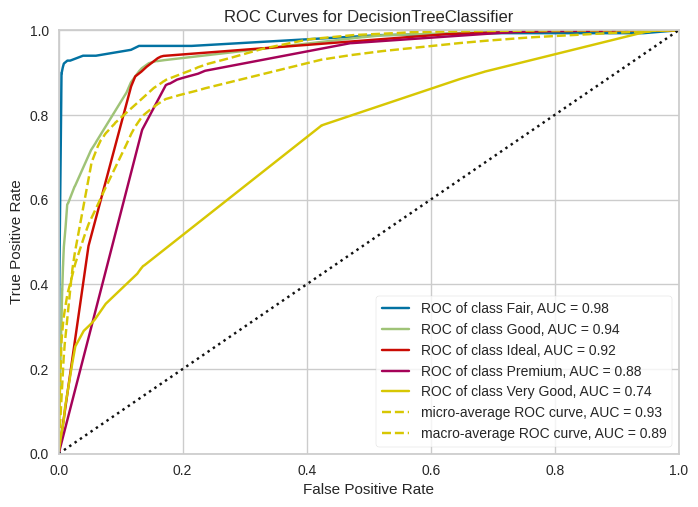 ROC Curves for DecisionTreeClassifier
1.0
0.8
0.6
0.4
0.2
0.0
True Positive Rate
ROC of class Fair, AUC = 0.98
ROC of class Good, AUC = 0.94
ROC of class Ideal, AUC = 0.92
ROC of class Premium, AUC = 0.88
ROC of class Very Good, AUC = 0.74
micro-average ROC curve, AUC = 0.93
macro-average ROC curve, AUC = 0.89
0.0 0.2 0.4 0.6 0.8 1.0
False Positive Rate